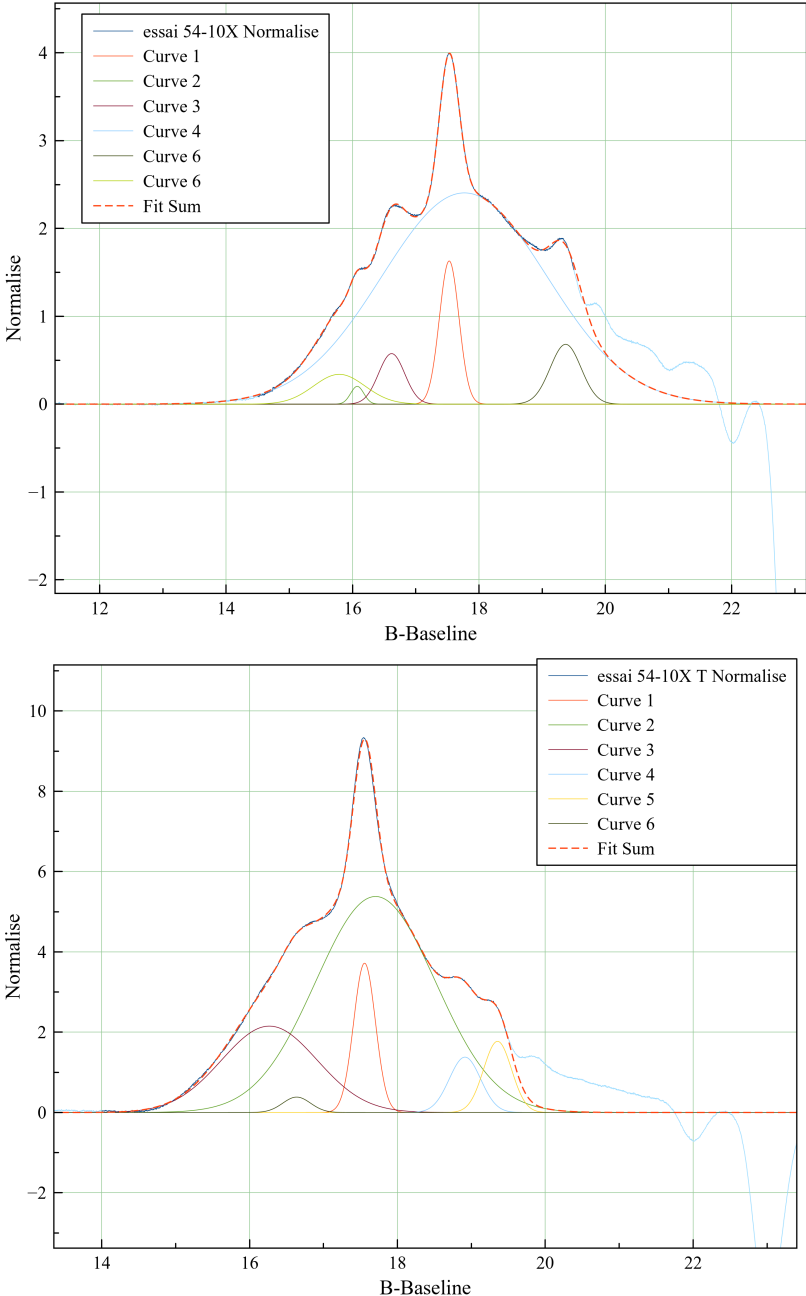 essai 54-10X Normalise
Curve 1
Curve 2
Curve 3
Curve 4
Curve 6
Curve 6
Fit Sum
4
3
2
1
0
−1
−2
Normalise
12 14 16 18 20 22
B-Baseline
essai 54-10X T Normalise
Curve 1
Curve 2
Curve 3
Curve 4
Curve 5
Curve 6
Fit Sum
10
8
6
4
2
0
−2
Normalise
14 16 18 20 22
B-Baseline